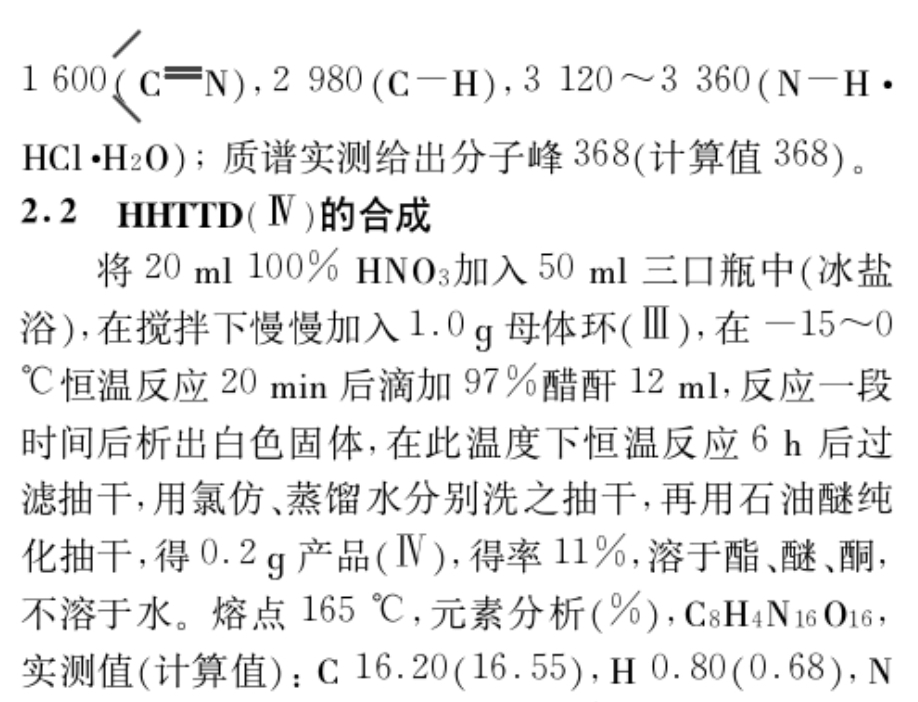 1 600(C=N),2 980(C—H),3 120～3 360(N—H·
HCl·H₂O)；质谱实测给出分子峰 368(计算值 368)。
2.2 HHTTD(Ⅳ)的合成
将 20 ml 100% HNO₃加入 50 ml 三口瓶中(冰盐
浴),在搅拌下慢慢加入 1.0 g 母体环(Ⅲ),在 －15～0
℃恒温反应 20 min 后滴加 97%醋酐 12 ml,反应一段
时间后析出白色固体,在此温度下恒温反应 6 h 后过
滤抽干,用氯仿、蒸馏水分别洗之抽干,再用石油醚纯
化抽干,得 0.2 g 产品(Ⅳ),得率 11%,溶于酯、醚、酮,
不溶于水。熔点 165 ℃,元素分析(%),C₈H₄N₁₆O₁₆,
实测值(计算值)：C 16.20(16.55),H 0.80(0.68),N